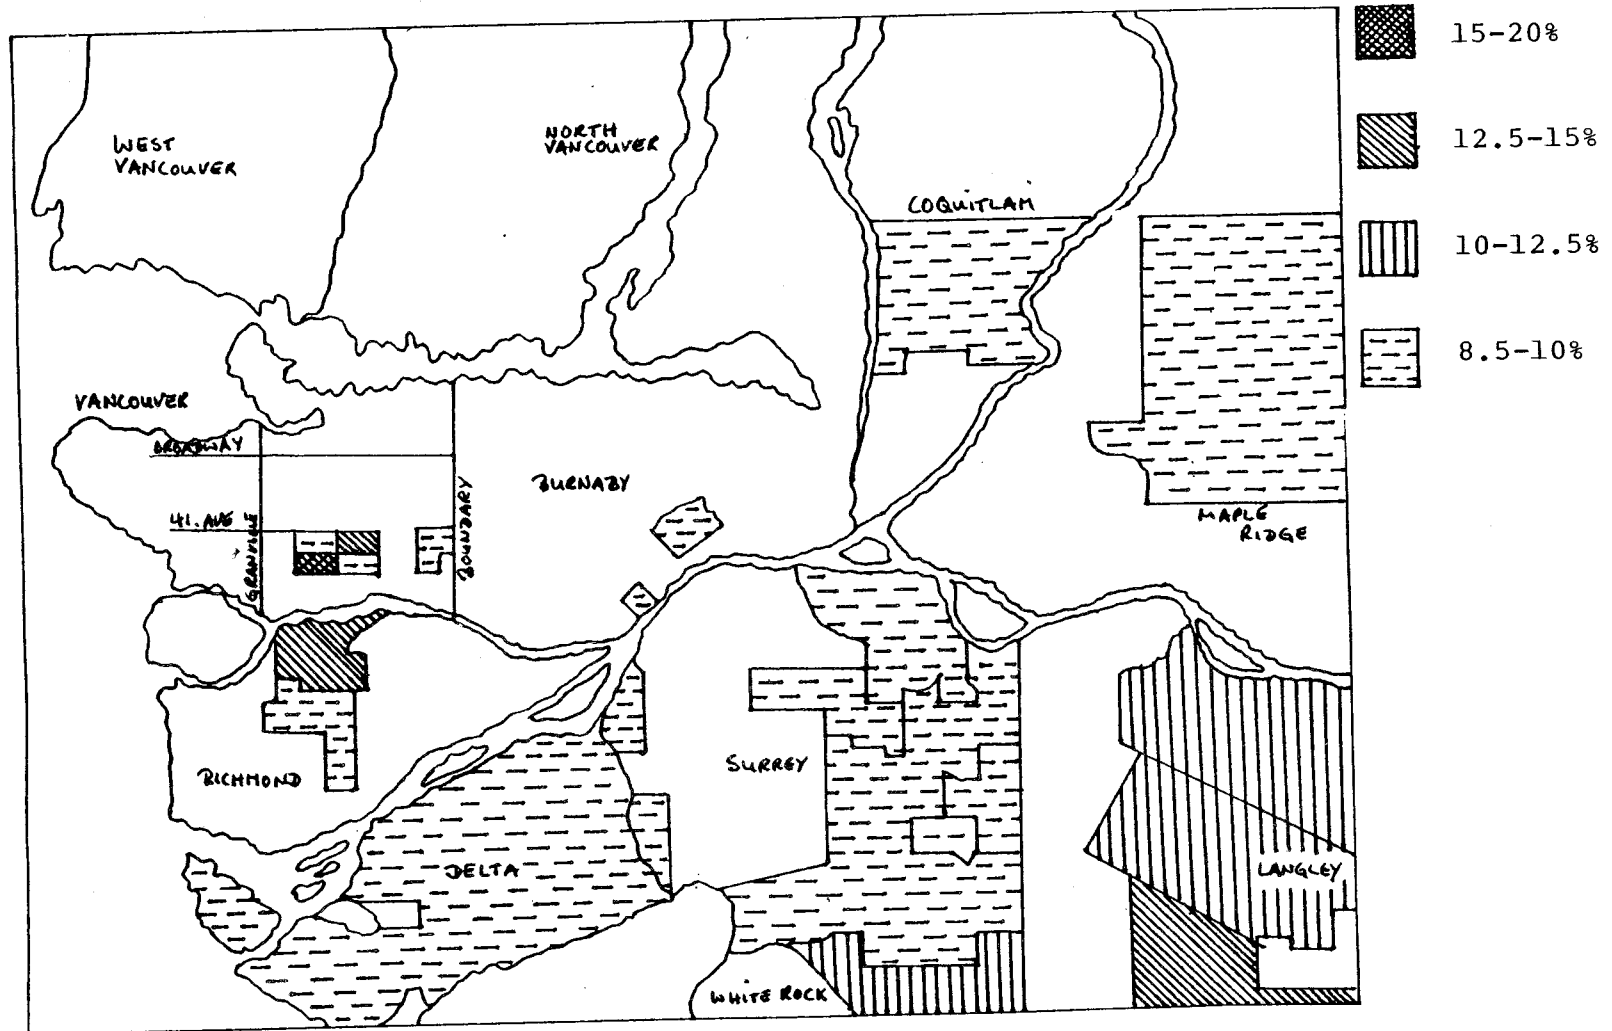 15-20%
12.5-15%
10-12.5%
8.5-10%
WEST
VANCOUVER
NORTH
VANCOUVER
COQUITLAM
VANCOUVER
BROADWAY
BURNABY
41. AVE
GRANVILLE
BOUNDARY
MAPLE
RIDGE
RICHMOND
SURREY
DELTA
LANGLEY
WHITE ROCK